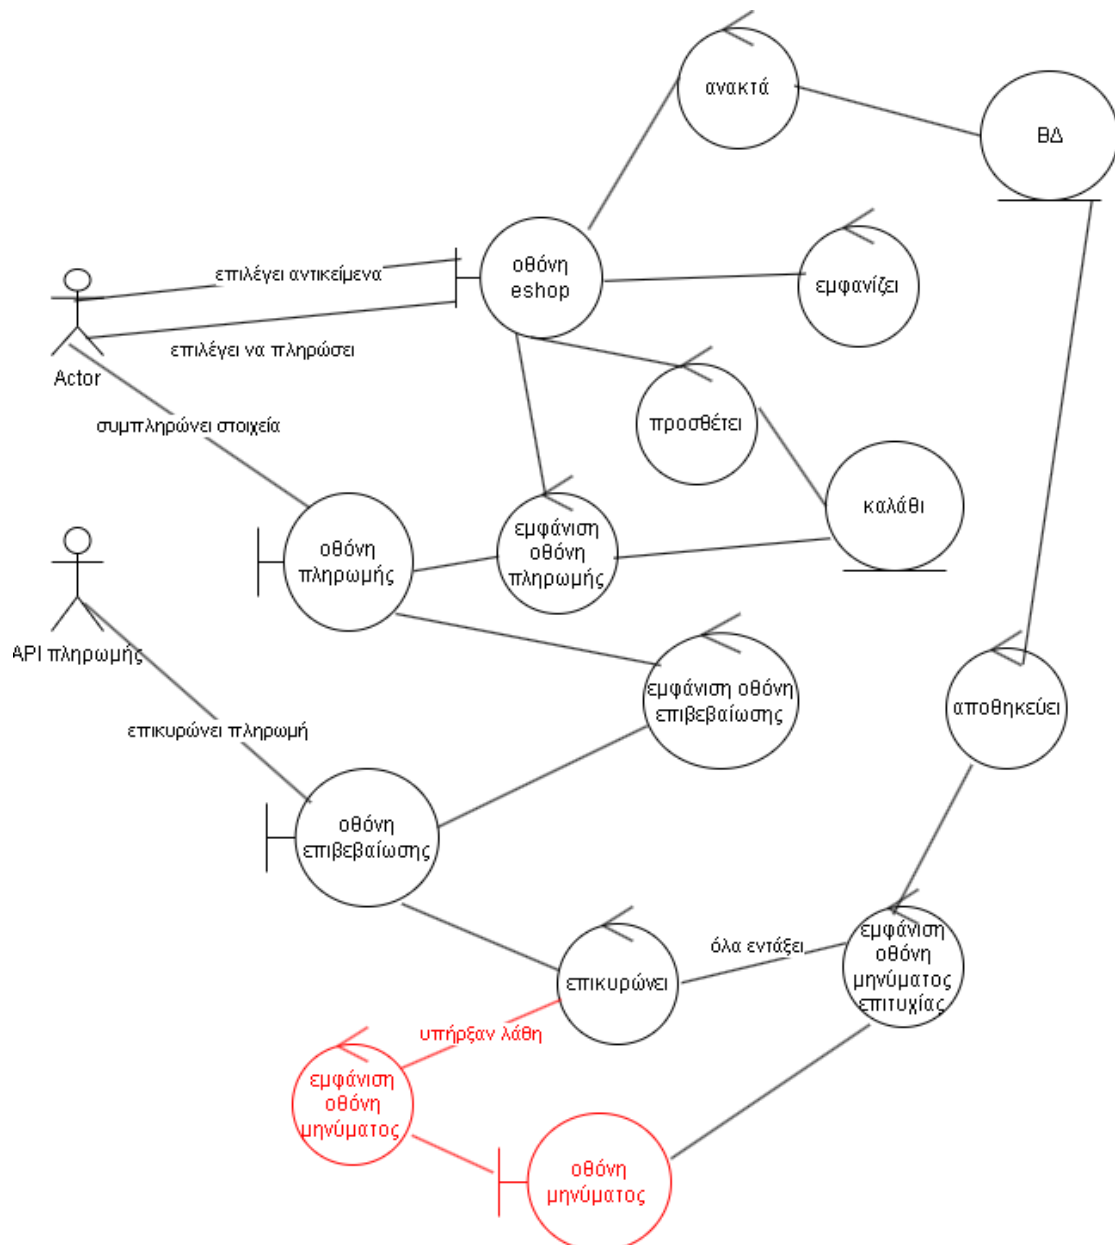 ανακτά
ΒΔ
επιλέγει αντικείμενα
οθόνη
eshop
εμφανίζει
επιλέγει να πληρώσει
Actor
συμπληρώνει στοιχεία
προσθέτει
καλάθι
οθόνη
πληρωμής
εμφάνιση
οθόνη
πληρωμής
API πληρωμής
εμφάνιση οθόνη
επιβεβαίωσης
αποθηκεύει
επικυρώνει πληρωμή
οθόνη
επιβεβαίωσης
όλα εντάξει
εμφάνιση
οθόνη
μηνύματος
επιτυχίας
επικυρώνει
υπήρξαν λάθη
εμφάνιση
οθόνη
μηνύματος
οθόνη
μηνύματος